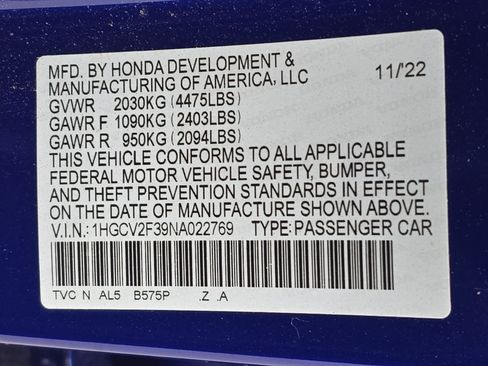 MFD. BY HONDA DEVELOPMENT & 11/'22
MANUFACTURING OF AMERICA, LLC
GVWR 2030KG (4475LBS)
GAWR F 1090KG (2403LBS)
GAWR R 950KG (2094LBS)
THIS VEHICLE CONFORMS TO ALL APPLICABLE
FEDERAL MOTOR VEHICLE SAFETY, BUMPER,
AND THEFT PREVENTION STANDARDS IN EFFECT
ON THE DATE OF MANUFACTURE SHOWN ABOVE.
V.I.N.: 1HGCV2F39NA022769 TYPE: PASSENGER CAR
TVC N AL5 B575P .Z .A